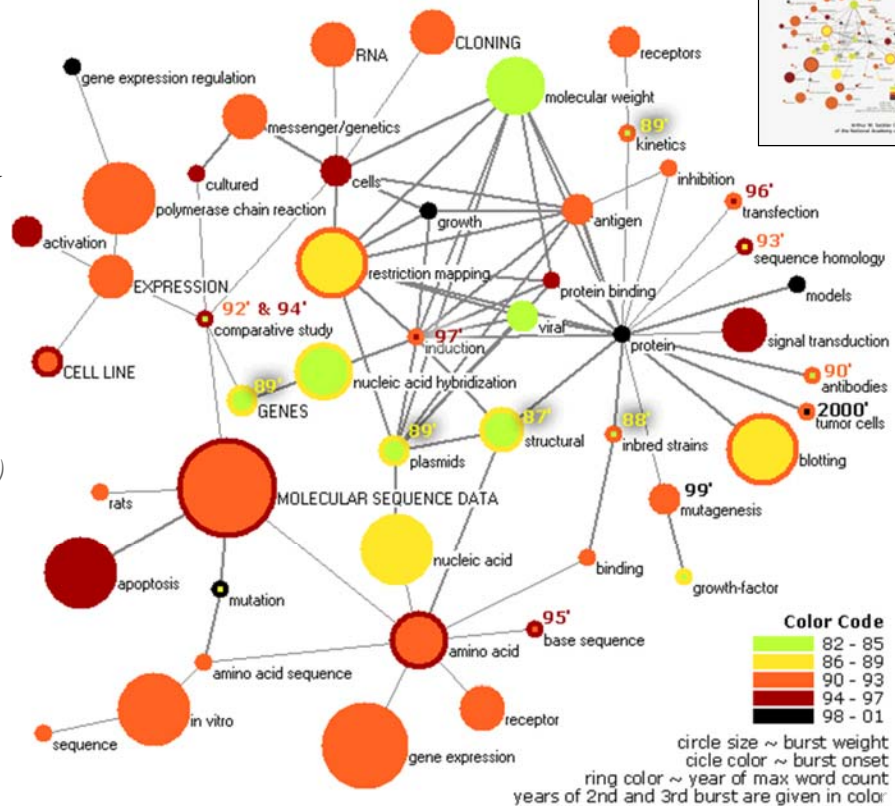 RNA
CLONING
receptors
gene expression regulation
molecular weight
messenger/genetics
89'
kinetics
cultured
cells
inhibition
96'
transfection
polymerase chain reaction
growth
antigen
activation
93'
sequence homology
restriction mapping
EXPRESSION
protein binding
models
92' & 94'
comparative study
viral
97'
induction
protein
signal transduction
CELL LINE
nucleic acid hybridization
89'
GENES
90'
antibodies
2000'
tumor cells
87'
structural
88'
inbred strains
89'
plasmids
blotting
MOLECULAR SEQUENCE DATA
rats
99'
mutagenesis
nucleic acid
apoptosis
binding
growth-factor
mutation
95'
base sequence
amino acid
amino acid sequence
in vitro
receptor
sequence
gene expression
Color Code
82 - 85
86 - 89
90 - 93
94 - 97
98 - 01
circle size ~ burst weight
cicle color ~ burst onset
ring color ~ year of max word count
years of 2nd and 3rd burst are given in color